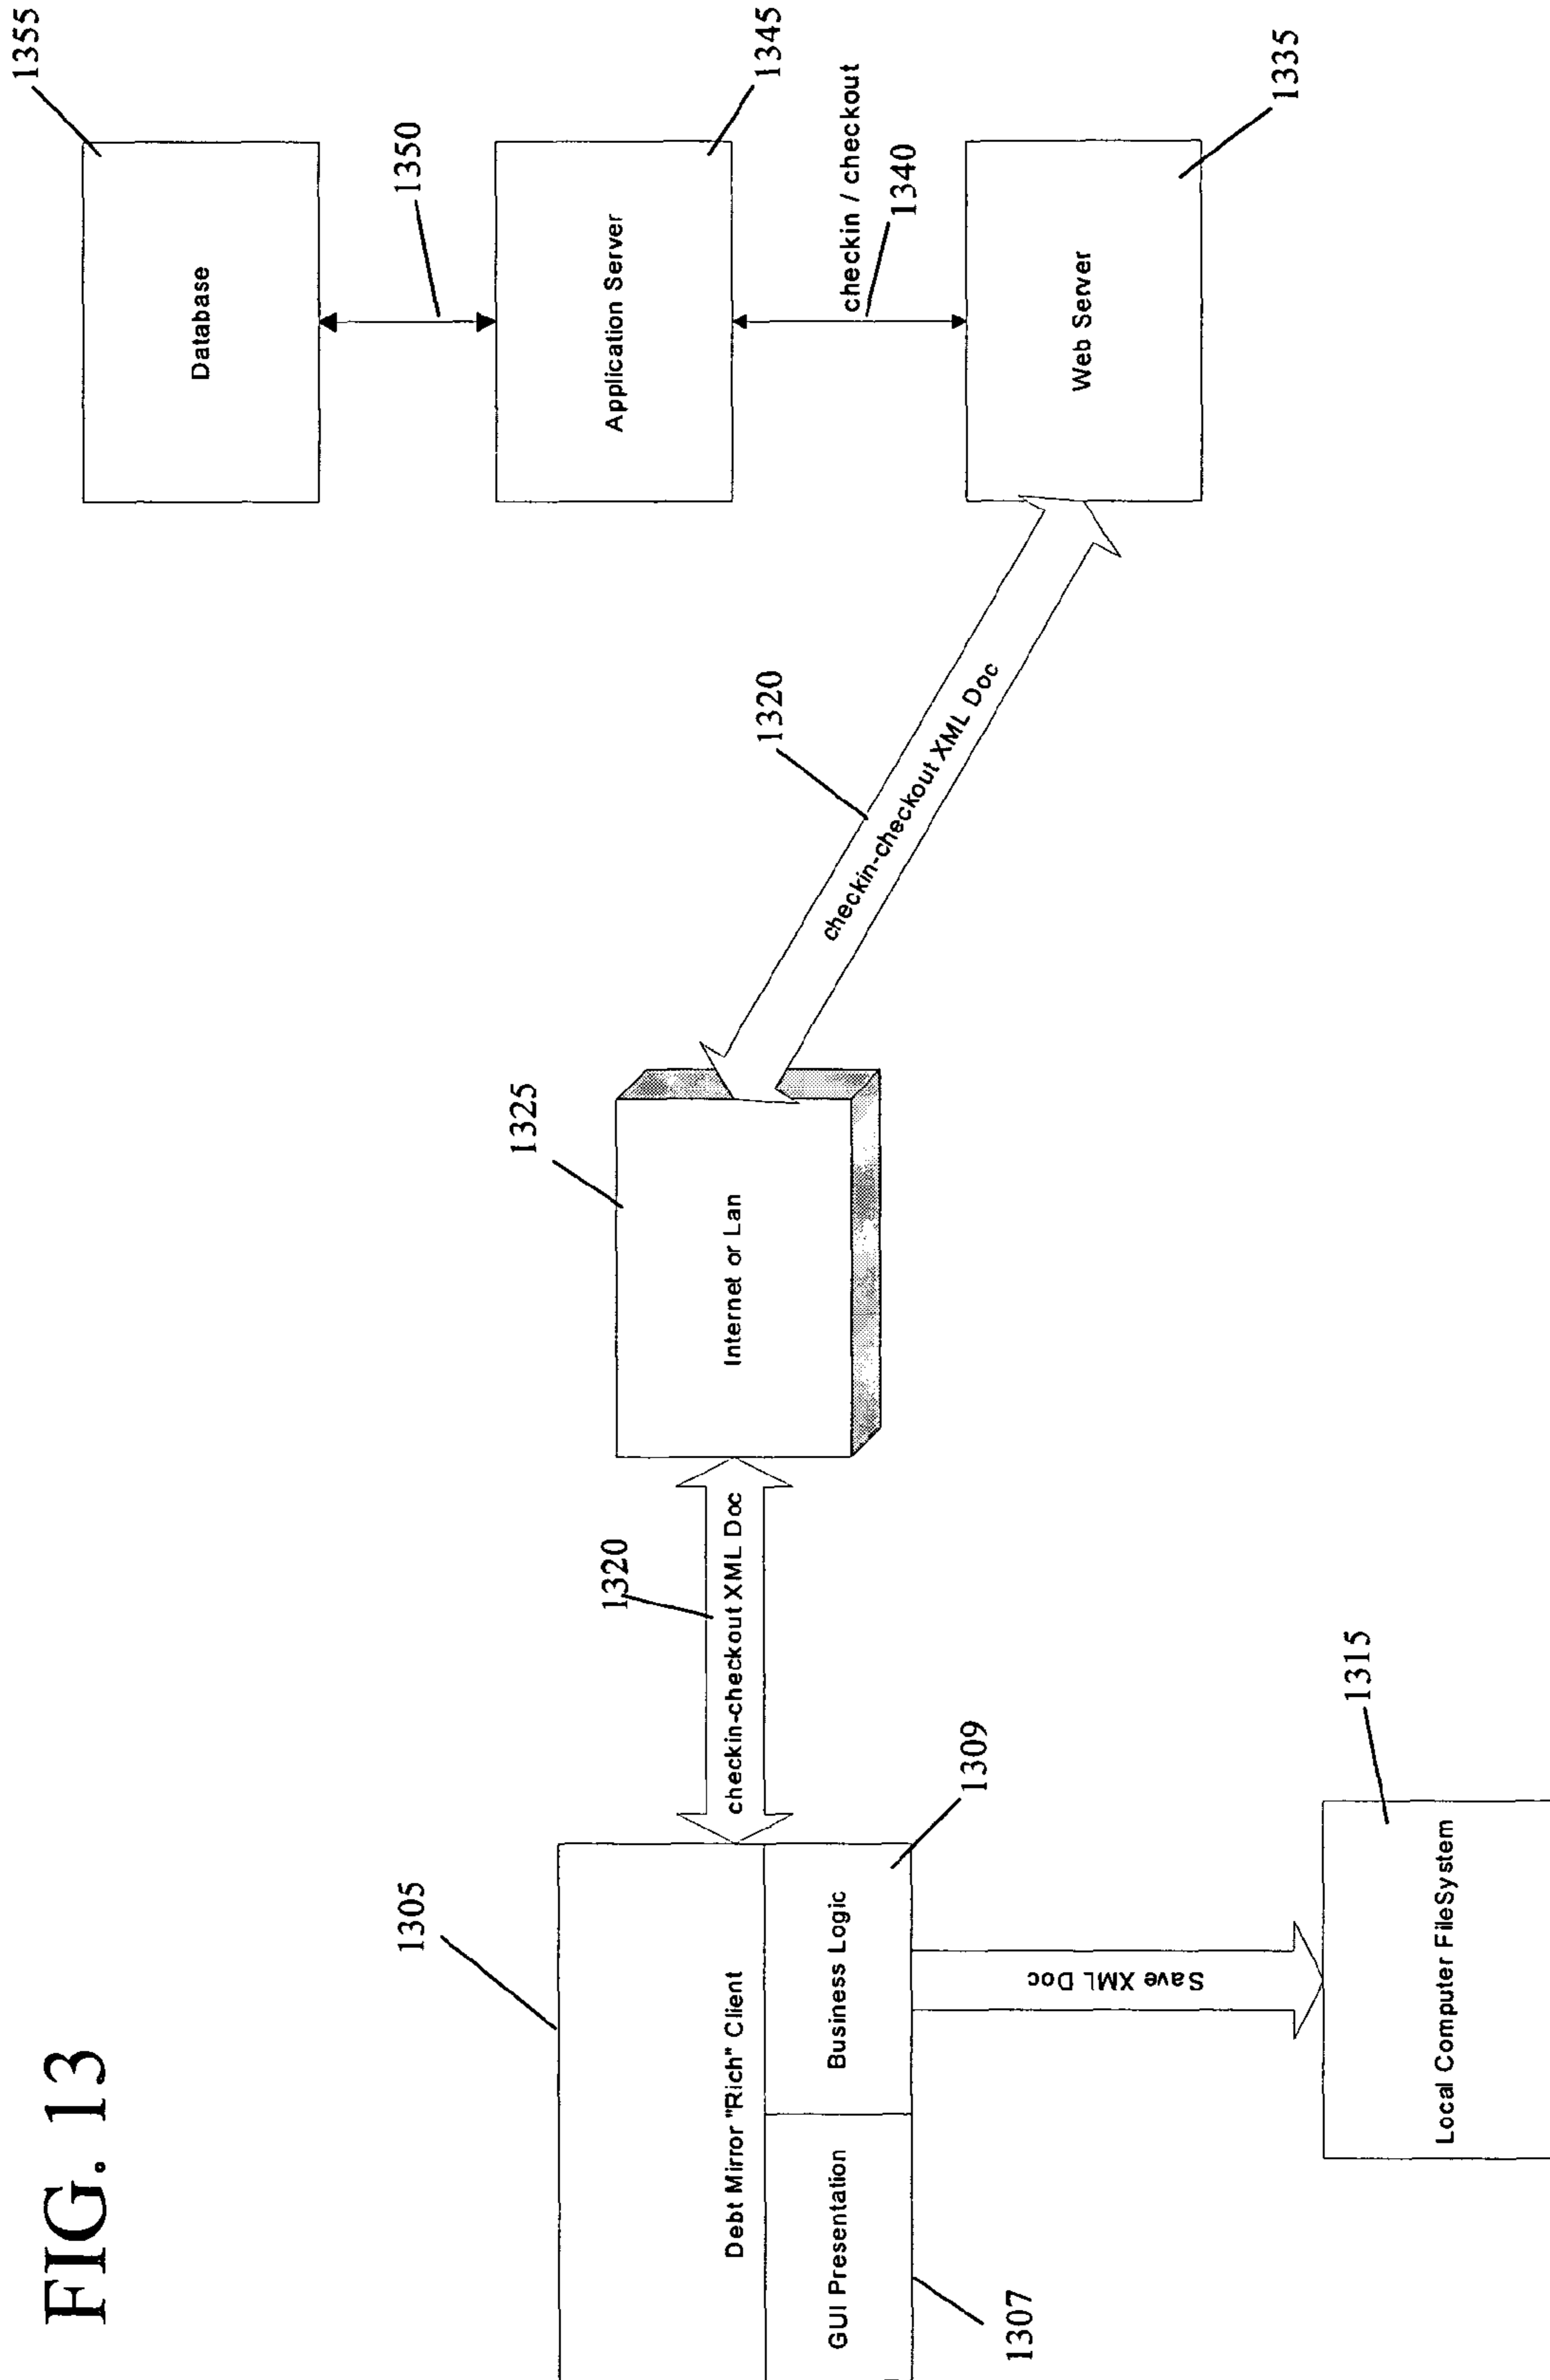 FIG. 13
1305
Debt Mirror "Rich" Client
GUI Presentation
Business Logic
1307
1309
Save XML Doc
Local Computer FileSystem
1315
1320
checkin-checkout XML Doc
1325
Internet or Lan
1320
checkin-checkout XML Doc
1355
Database
1350
Application Server
1345
checkin / checkout
1340
Web Server
1335